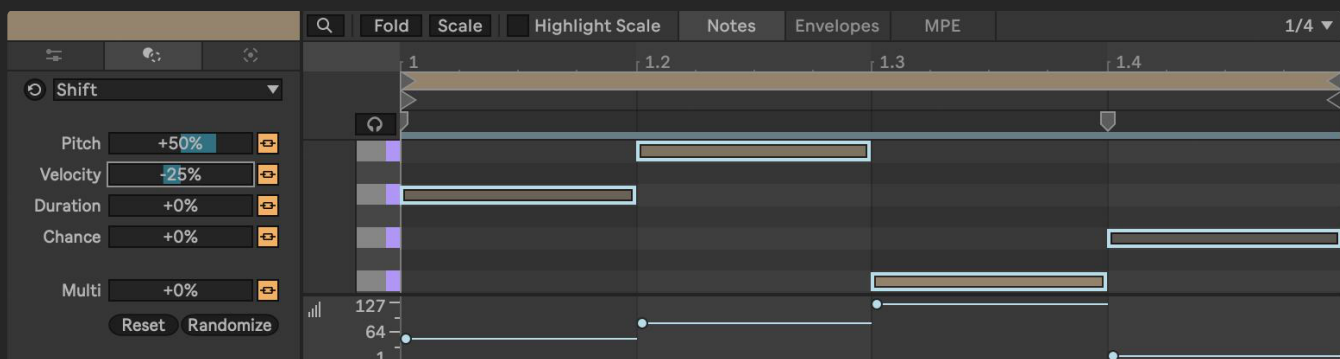 Fold Scale Highlight Scale Notes Envelopes MPE 1/4
1 1.2 1.3 1.4
Shift
Pitch +50%
Velocity -25%
Duration +0%
Chance +0%
Multi +0%
Reset Randomize
127
64
1